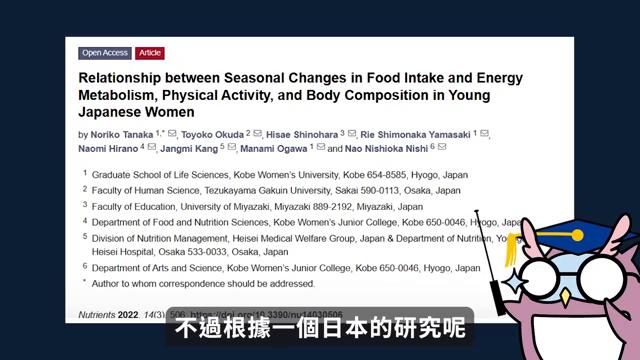 Open Access Article
Relationship between Seasonal Changes in Food Intake and Energy
Metabolism, Physical Activity, and Body Composition in Young
Japanese Women
by Noriko Tanaka 1,* Toyoko Okuda 2 Hisae Shinohara 3 Rie Shimonaka Yamasaki 1
Naomi Hirano 4 Jangmi Kang 5 Manami Ogawa 1 and Nao Nishioka Nishi 6
1 Graduate School of Life Sciences, Kobe Women's University, Kobe 654-8585, Hyogo, Japan
2 Faculty of Human Science, Tezukayama Gakuin University, Sakai 590-0113, Osaka, Japan
3 Faculty of Education, University of Miyazaki, Miyazaki 889-2192, Miyazaki, Japan
4 Department of Food and Nutrition Sciences, Kobe Women's Junior College, Kobe 650-0046, Hyogo, Japan
5 Division of Nutrition Management, Heisei Medical Welfare Group, Japan & Department of Nutrition,
Heisei Hospital, Osaka 533-0033, Osaka, Japan
6 Department of Arts and Science, Kobe Women's Junior College, Kobe 650-0046, Hyogo, Japan
* Author to whom correspondence should be addressed.
Nutrients 2022, 14(3), 506; https://doi.org/10.3390/nu14030506
不過根據一個日本的研究呢